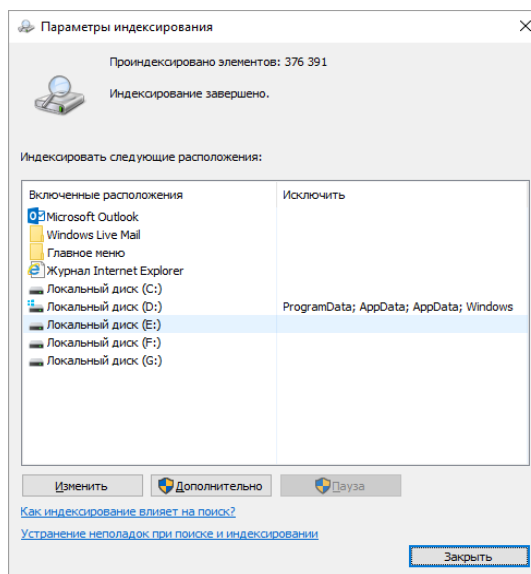 Параметры индексирования
Проиндексировано элементов: 376 391
Индексирование завершено.
Индексировать следующие расположения:
Включенные расположения Исключить
Microsoft Outlook
Windows Live Mail
Главное меню
Журнал Internet Explorer
Локальный диск (C:)
Локальный диск (D:) ProgramData; AppData; AppData; Windows
Локальный диск (E:)
Локальный диск (F:)
Локальный диск (G:)
Изменить Дополнительно Пауза
Как индексирование влияет на поиск?
Устранение неполадок при поиске и индексировании
Закрыть